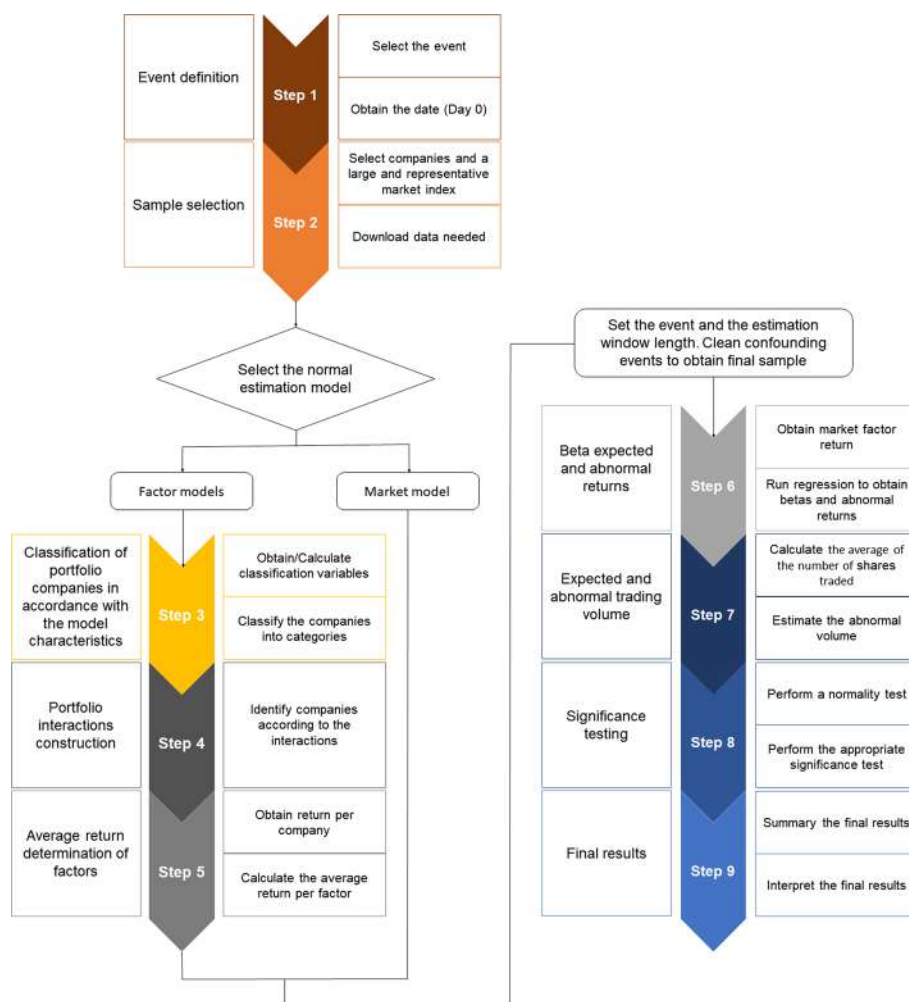 Event definition
Step 1
Select the event
Obtain the date (Day 0)
Sample selection
Step 2
Select companies and a
large and representative
market index
Download data needed
Select the normal
estimation model
Factor models
Market model
Classification of
portfolio
companies in
accordance with
the model
characteristics
Step 3
Obtain/Calculate
classification variables
Classify the companies
into categories
Portfolio
interactions
construction
Step 4
Identify companies
according to the
interactions
Average return
determination of
factors
Step 5
Obtain return per
company
Calculate the average
return per factor
Set the event and the estimation
window length. Clean confounding
events to obtain final sample
Beta expected
and abnormal
returns
Step 6
Obtain market factor
return
Run regression to obtain
betas and abnormal
returns
Expected and
abnormal trading
volume
Step 7
Calculate the average of
the number of shares
traded
Estimate the abnormal
volume
Significance
testing
Step 8
Perform a normality test
Perform the appropriate
significance test
Final results
Step 9
Summary the final results
Interpret the final results